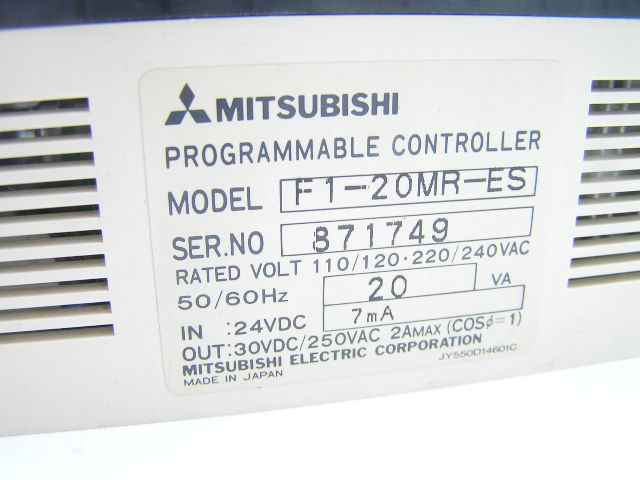 MITSUBISHI
PROGRAMMABLE CONTROLLER
MODEL F1-20MR-ES
SER.NO 871749
RATED VOLT 110/120·220/240VAC
50/60Hz 20 VA
IN :24VDC 7mA
OUT:30VDC/250VAC 2AMAX (COSφ=1)
MITSUBISHI ELECTRIC CORPORATION
MADE IN JAPAN JY550D14601C